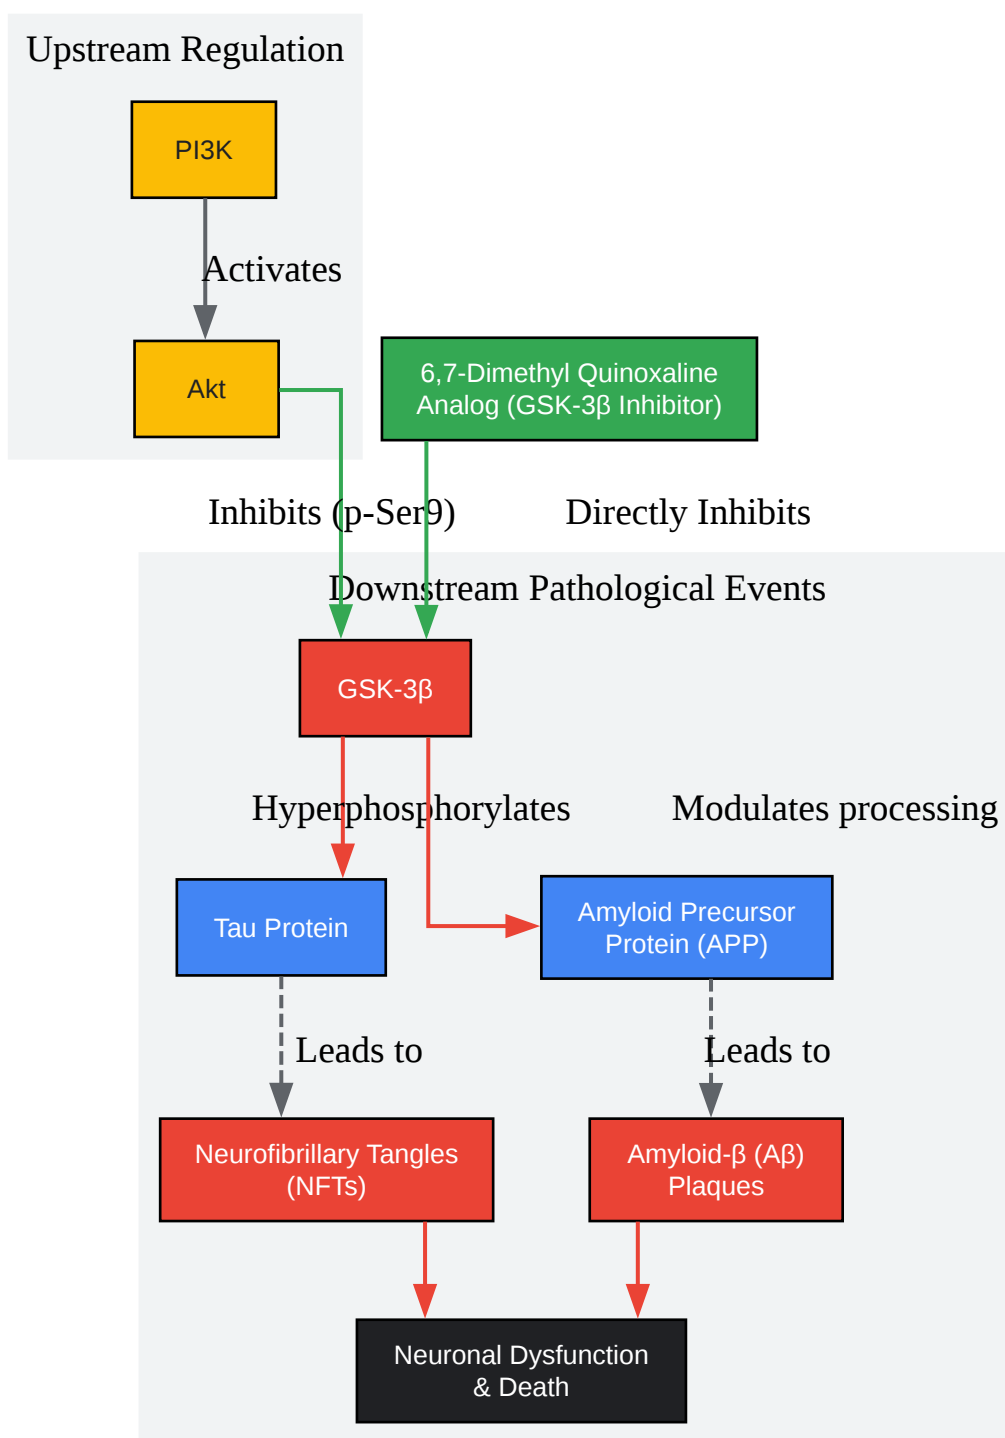 Upstream Regulation
PI3K
Activates
Akt
6,7-Dimethyl Quinoxaline
Analog (GSK-3β Inhibitor)
Inhibits (p-Ser9)
Directly Inhibits
Downstream Pathological Events
GSK-3β
Hyperphosphorylates
Modulates processing
Tau Protein
Amyloid Precursor
Protein (APP)
Leads to
Leads to
Neurofibrillary Tangles
(NFTs)
Amyloid-β (Aβ)
Plaques
Neuronal Dysfunction
& Death